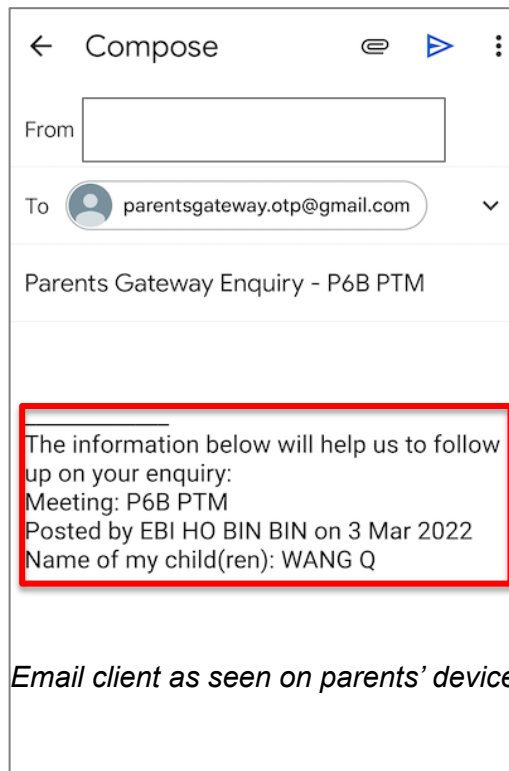 Compose
From
To parentsgateway.otp@gmail.com
Parents Gateway Enquiry - P6B PTM
The information below will help us to follow
up on your enquiry:
Meeting: P6B PTM
Posted by EBI HO BIN BIN on 3 Mar 2022
Name of my child(ren): WANG Q
Email client as seen on parents’ device